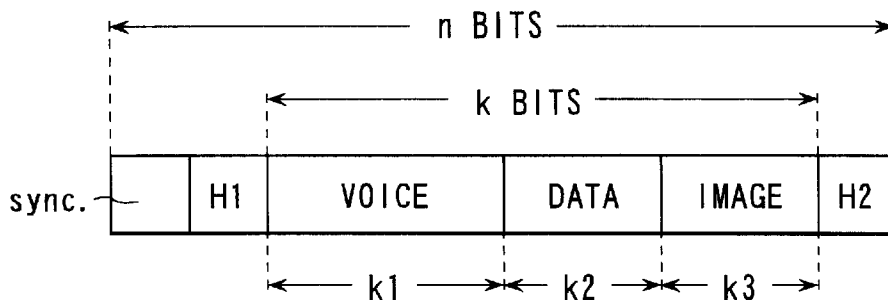 n BITS
k BITS
sync. H1 VOICE DATA IMAGE H2
k1 k2 k3